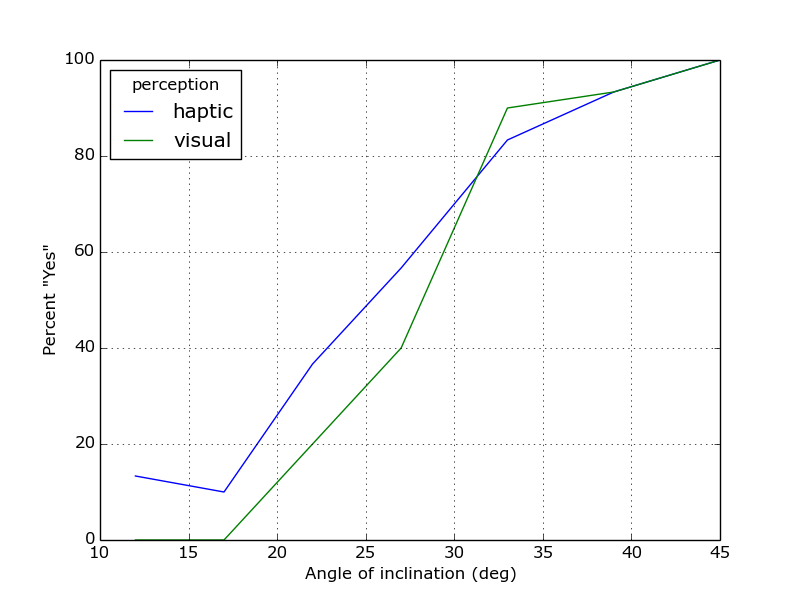 perception
haptic
visual
100
80
60
40
20
0
Percent "Yes"
10 15 20 25 30 35 40 45
Angle of inclination (deg)